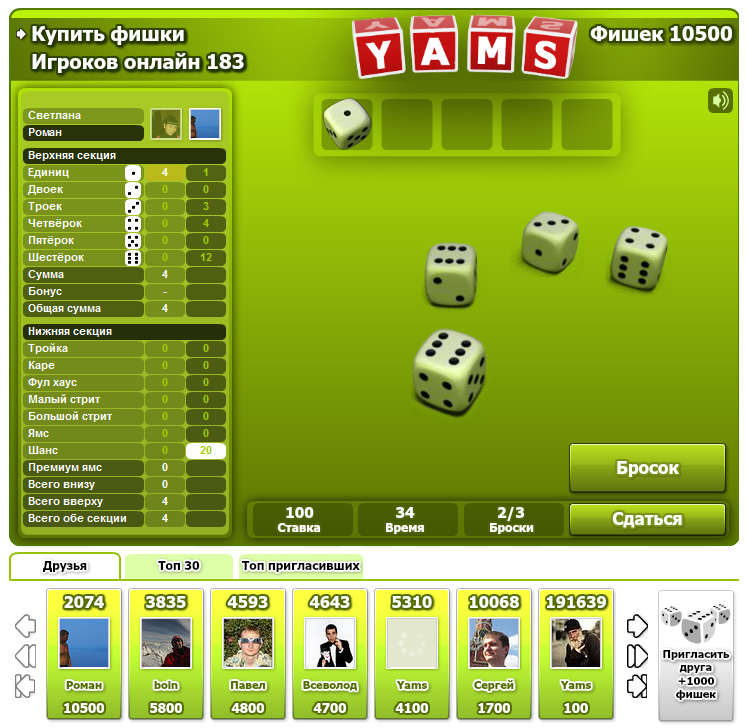 Купить фишки
Игроков онлайн 183
YAMS
Фишек 10500
Светлана
Роман
Верхняя секция
Единиц 4 1
Двоек 0 0
Троек 0 3
Четвёрок 0 4
Пятёрок 0 0
Шестёрок 0 12
Сумма 4
Бонус -
Общая сумма 4
Нижняя секция
Тройка 0 0
Каре 0 0
Фул хаус 0 0
Малый стрит 0 0
Большой стрит 0 0
Ямс 0 0
Шанс 0 20
Премиум ямс 0
Всего внизу 0
Всего вверху 4
Всего обе секции 4
Бросок
100 34 2/3
Ставка Время Броски
Сдаться
Друзья Топ 30 Топ пригласивших
2074 3835 4593 4643 5310 10068 191639
Роман boln Павел Всеволод Yams Сергей Yams
10500 5800 4800 4700 4100 1700 100
Пригласить
друга
+1000
фишек